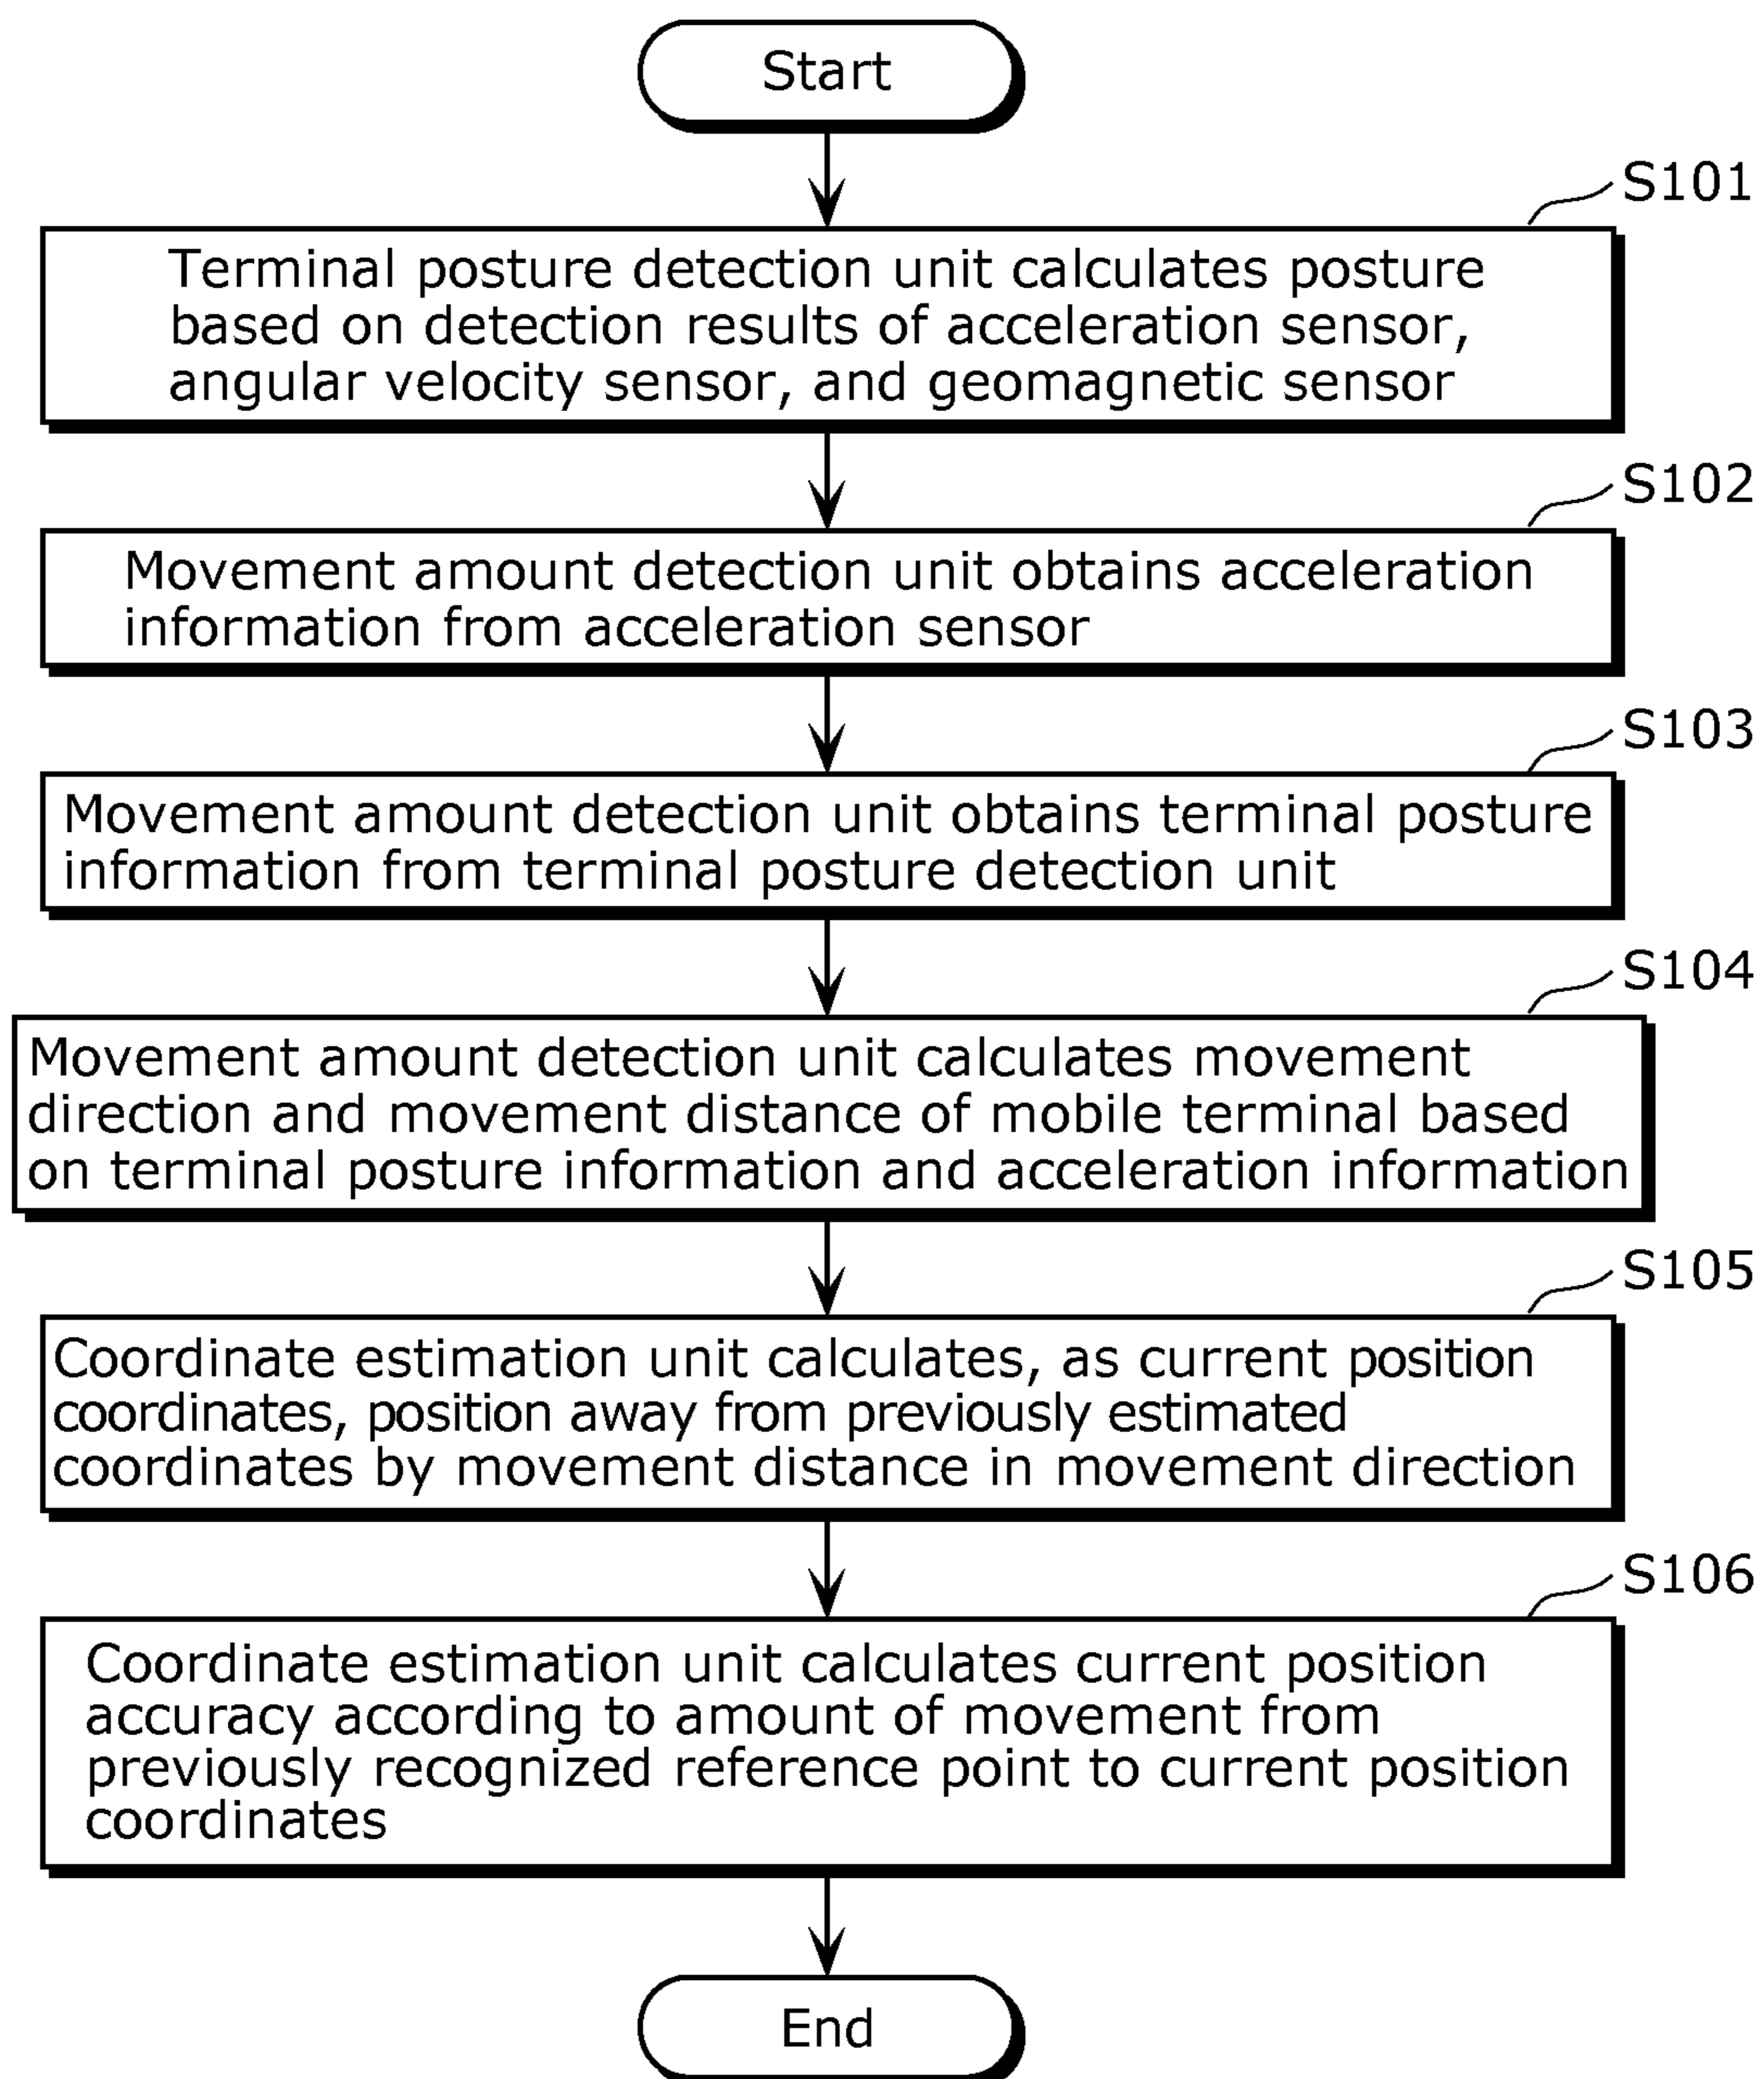 Start
S101
Terminal posture detection unit calculates posture
based on detection results of acceleration sensor,
angular velocity sensor, and geomagnetic sensor
S102
Movement amount detection unit obtains acceleration
information from acceleration sensor
S103
Movement amount detection unit obtains terminal posture
information from terminal posture detection unit
S104
Movement amount detection unit calculates movement
direction and movement distance of mobile terminal based
on terminal posture information and acceleration information
S105
Coordinate estimation unit calculates, as current position
coordinates, position away from previously estimated
coordinates by movement distance in movement direction
S106
Coordinate estimation unit calculates current position
accuracy according to amount of movement from
previously recognized reference point to current position
coordinates
End